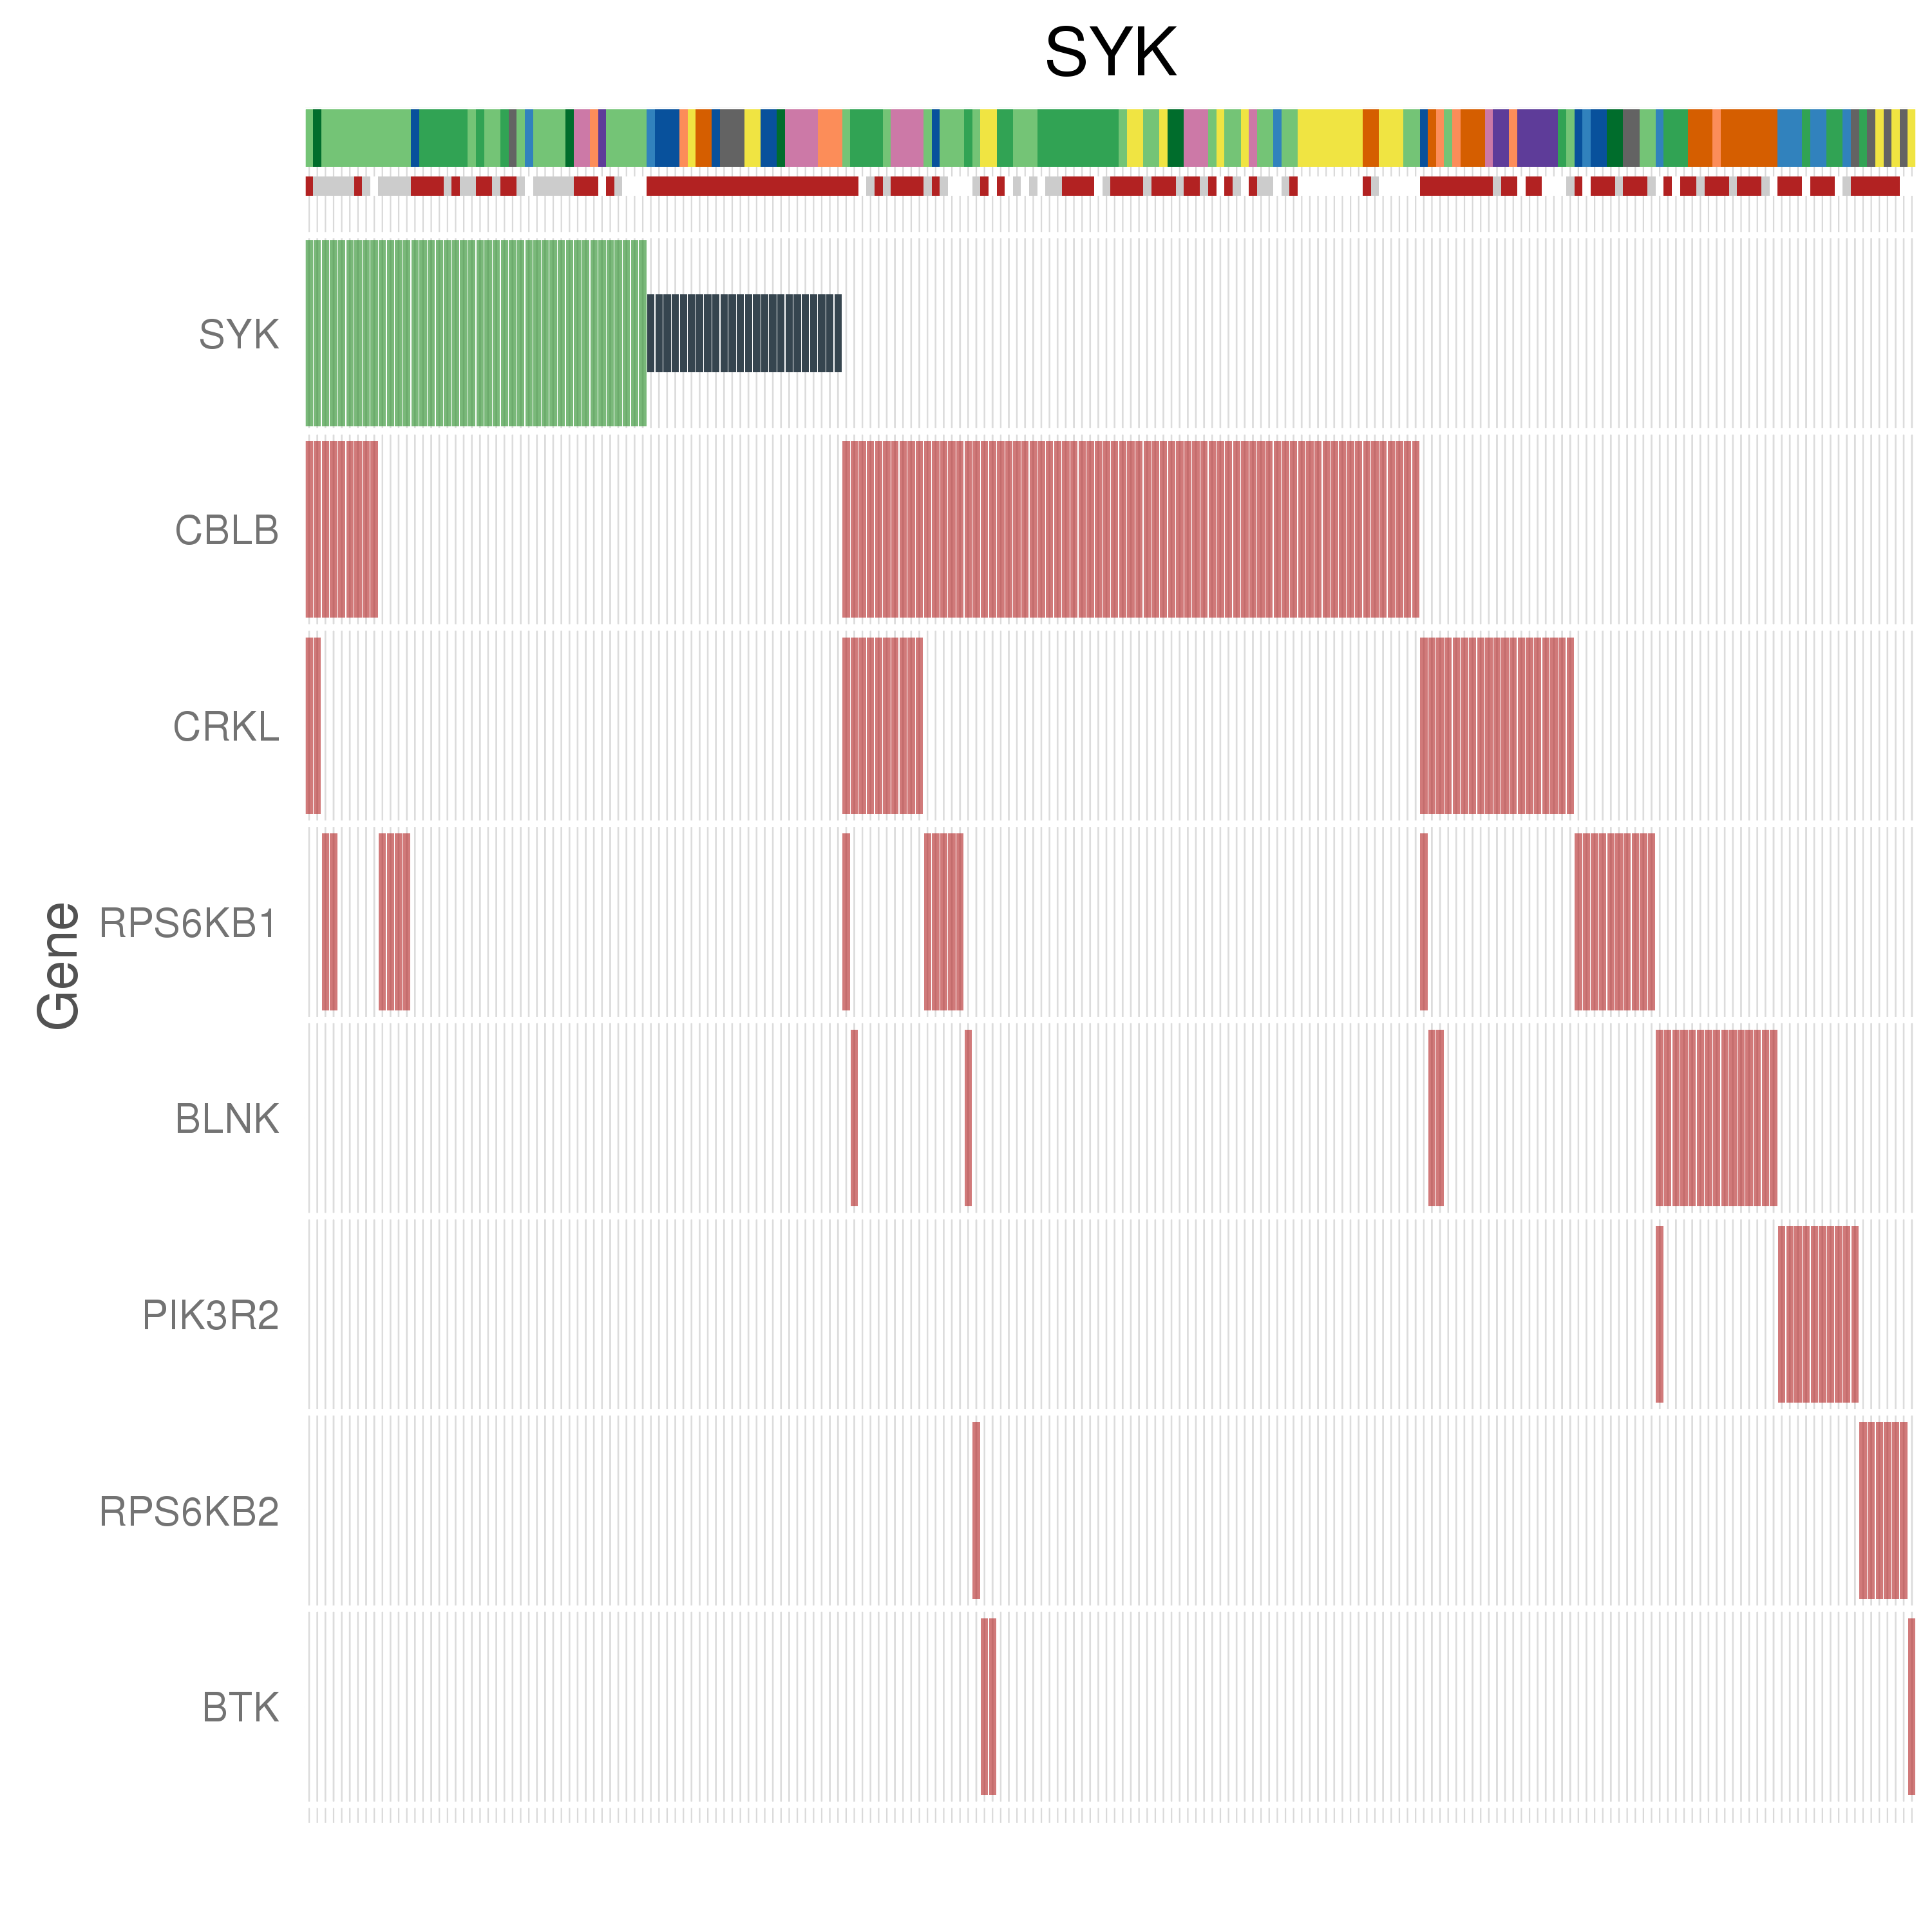 SYK
SYK
CBLB
CRKL
Gene
RPS6KB1
BLNK
PIK3R2
RPS6KB2
BTK